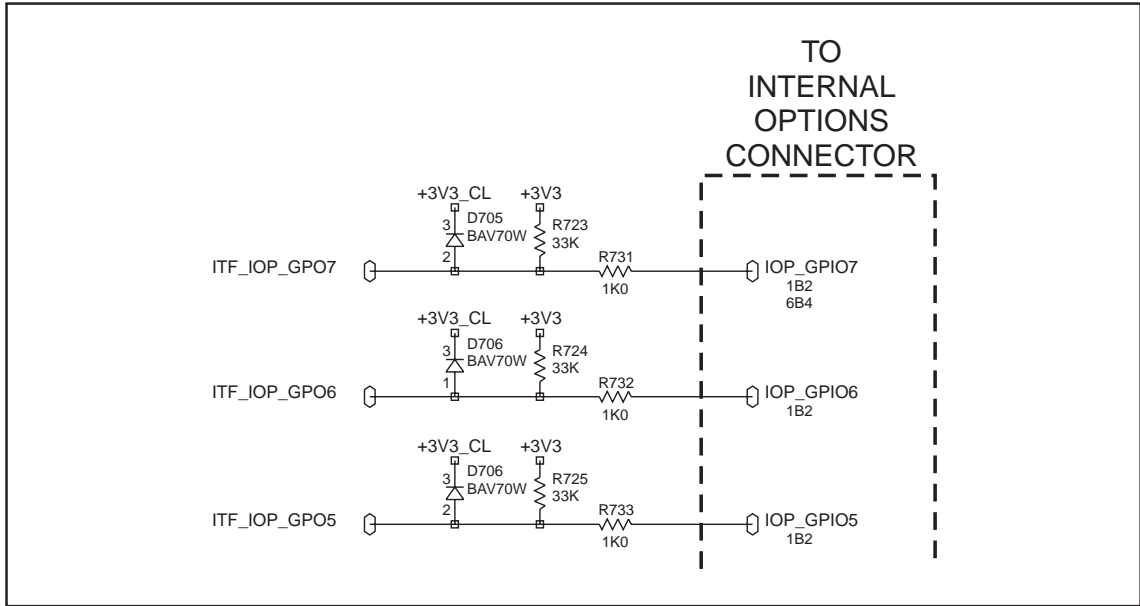 TO
INTERNAL
OPTIONS
CONNECTOR
+3V3_CL +3V3
3 D705 R723
BAV70W 33K
2 R731
ITF_IOP_GPO7 IOP_GPIO7
1K0 1B2
6B4
+3V3_CL +3V3
3 D706 R724
BAV70W 33K
1 R732
ITF_IOP_GPO6 IOP_GPIO6
1K0 1B2
+3V3_CL +3V3
3 D706 R725
BAV70W 33K
2 R733
ITF_IOP_GPO5 IOP_GPIO5
1K0 1B2